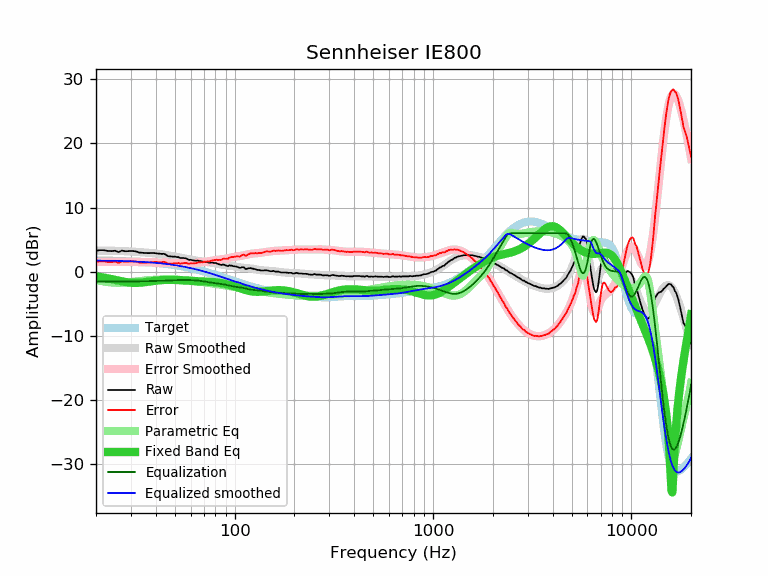 Sennheiser IE800
30
20
10
0
−10
−20
−30
Amplitude (dBr)
Target
Raw Smoothed
Error Smoothed
Raw
Error
Parametric Eq
Fixed Band Eq
Equalization
Equalized smoothed
100
1000
10000
Frequency (Hz)